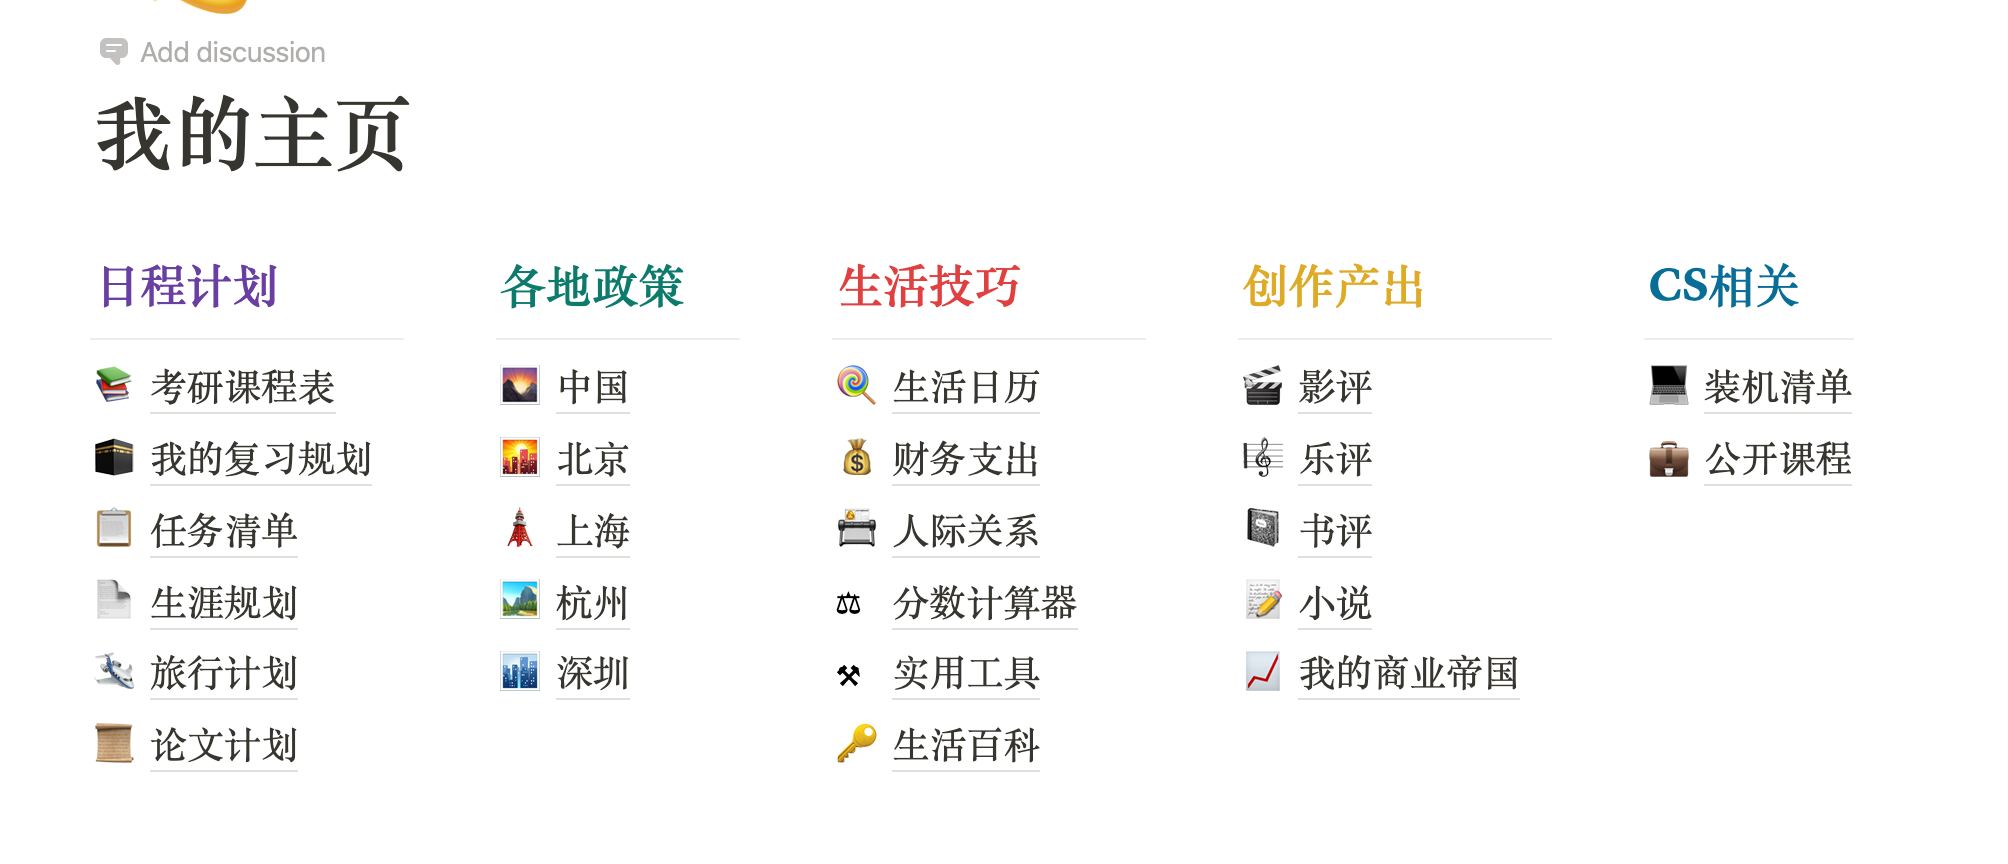 Add discussion
我的主页
日程计划
考研课程表
我的复习规划
任务清单
生涯规划
旅行计划
论文计划
各地政策
中国
北京
上海
杭州
深圳
生活技巧
生活日历
财务支出
人际关系
分数计算器
实用工具
生活百科
创作产出
影评
乐评
书评
小说
我的商业帝国
CS相关
装机清单
公开课程